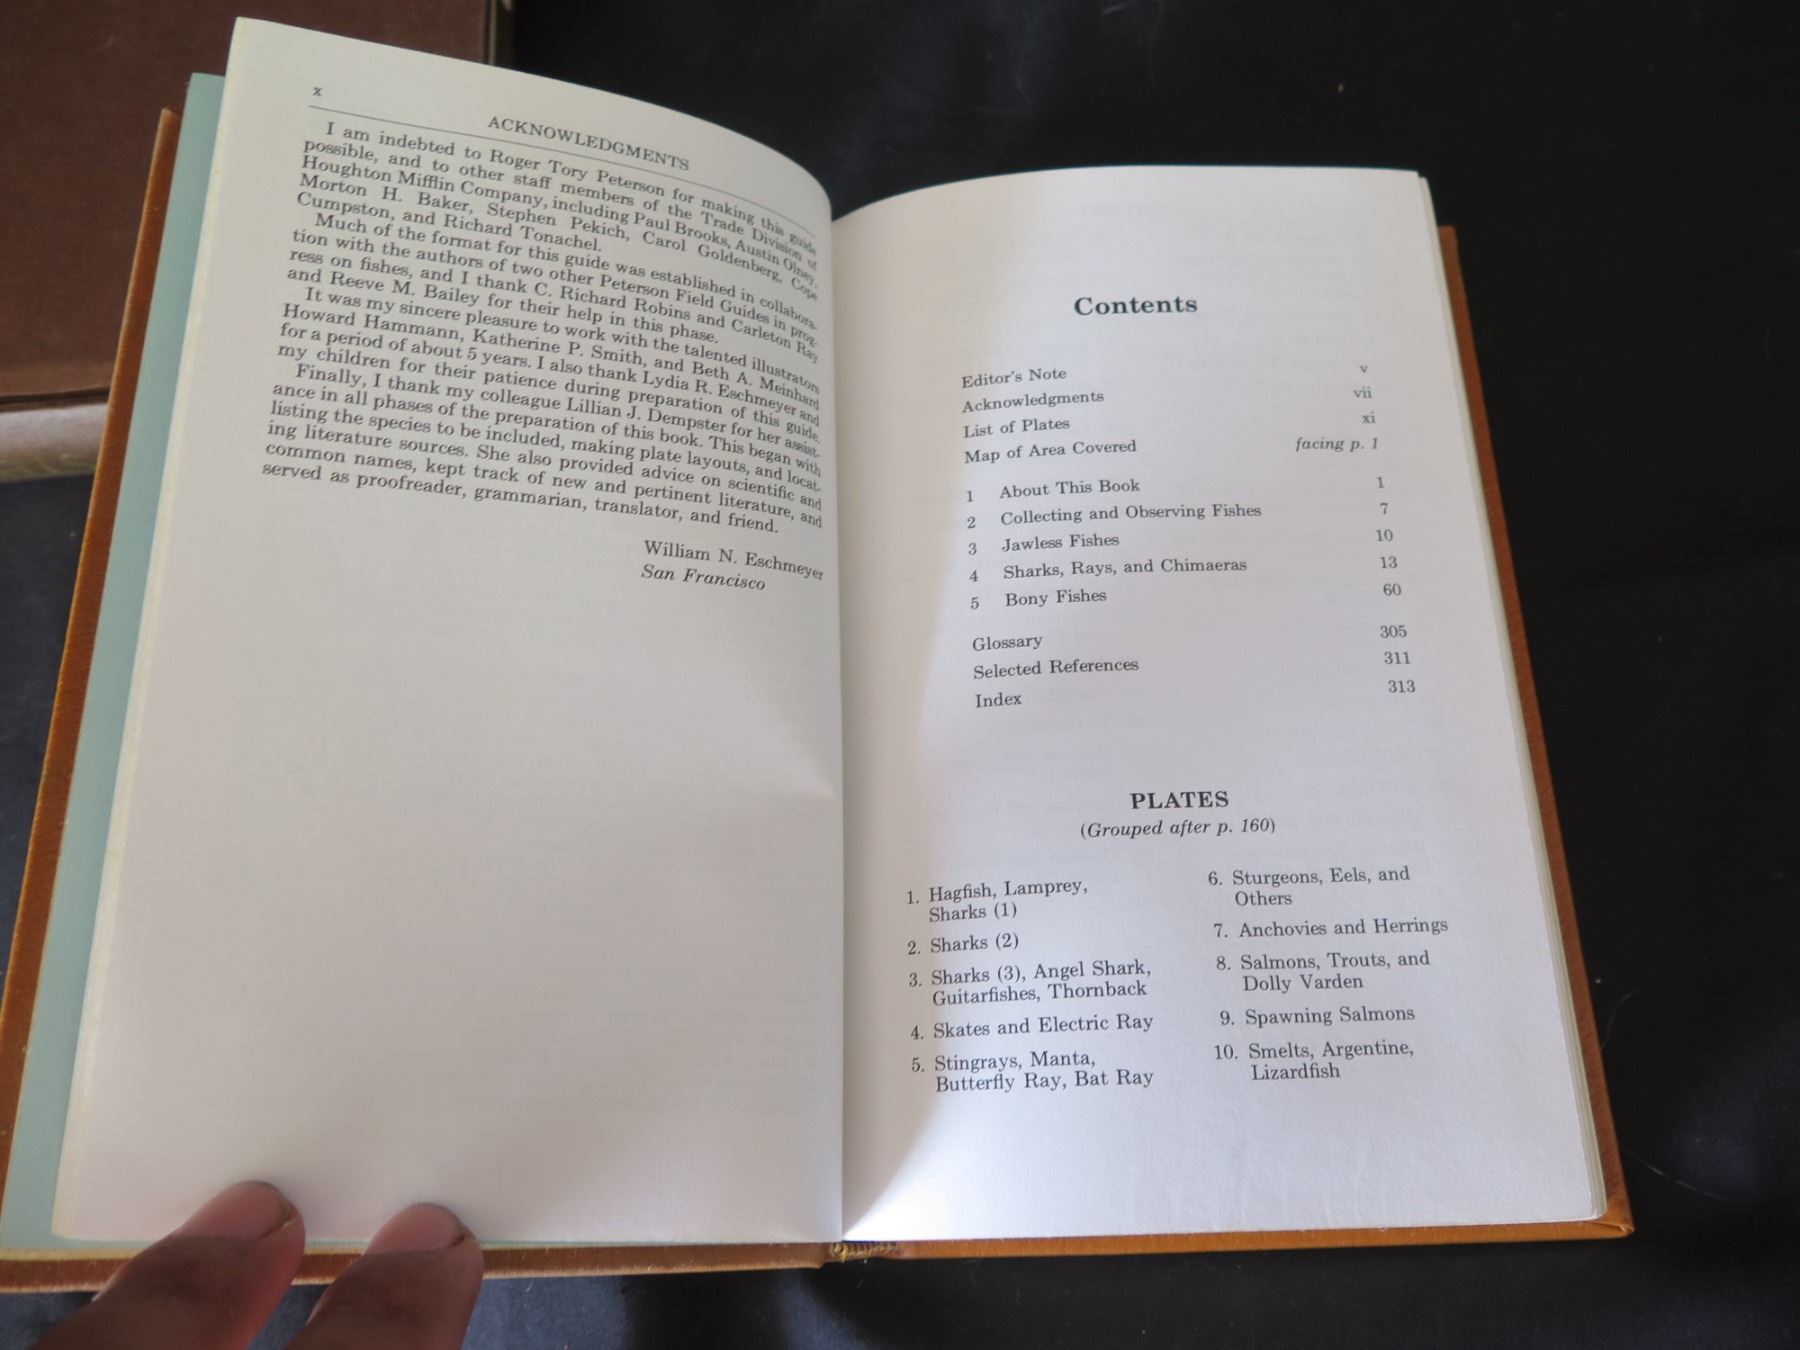 x
ACKNOWLEDGMENTS
I am indebted to Roger Tory Peterson for making this guide
possible, and to other staff members of the Trade Division of
Houghton Mifflin Company, including Paul Brooks, Austin Olney,
Morton H. Baker, Stephen Pekich, Carol Goldenberg, Cope
Cumpston, and Richard Tonachel.
Much of the format for this guide was established in collabora-
tion with the authors of two other Peterson Field Guides in prog-
ress on fishes, and I thank C. Richard Robins and Carleton Ray
and Reeve M. Bailey for their help in this phase.
It was my sincere pleasure to work with the talented illustrators
Howard Hammann, Katherine P. Smith, and Beth A. Meinhard
for a period of about 5 years. I also thank Lydia R. Eschmeyer and
my children for their patience during preparation of this guide.
Finally, I thank my colleague Lillian J. Dempster for her assist-
ance in all phases of the preparation of this book. This began with
listing the species to be included, making plate layouts, and locat-
ing literature sources. She also provided advice on scientific and
common names, kept track of new and pertinent literature, and
served as proofreader, grammarian, translator, and friend.
William N. Eschmeyer
San Francisco
Contents
Editor's Note v
Acknowledgments vii
List of Plates xi
Map of Area Covered facing p. 1
1 About This Book 1
2 Collecting and Observing Fishes 7
3 Jawless Fishes 10
4 Sharks, Rays, and Chimaeras 13
5 Bony Fishes 60
Glossary 305
Selected References 311
Index 313
PLATES
(Grouped after p. 160)
1. Hagfish, Lamprey,
Sharks (1)
2. Sharks (2)
3. Sharks (3), Angel Shark,
Guitarfishes, Thornback
4. Skates and Electric Ray
5. Stingrays, Manta,
Butterfly Ray, Bat Ray
6. Sturgeons, Eels, and
Others
7. Anchovies and Herrings
8. Salmons, Trouts, and
Dolly Varden
9. Spawning Salmons
10. Smelts, Argentine,
Lizardfish